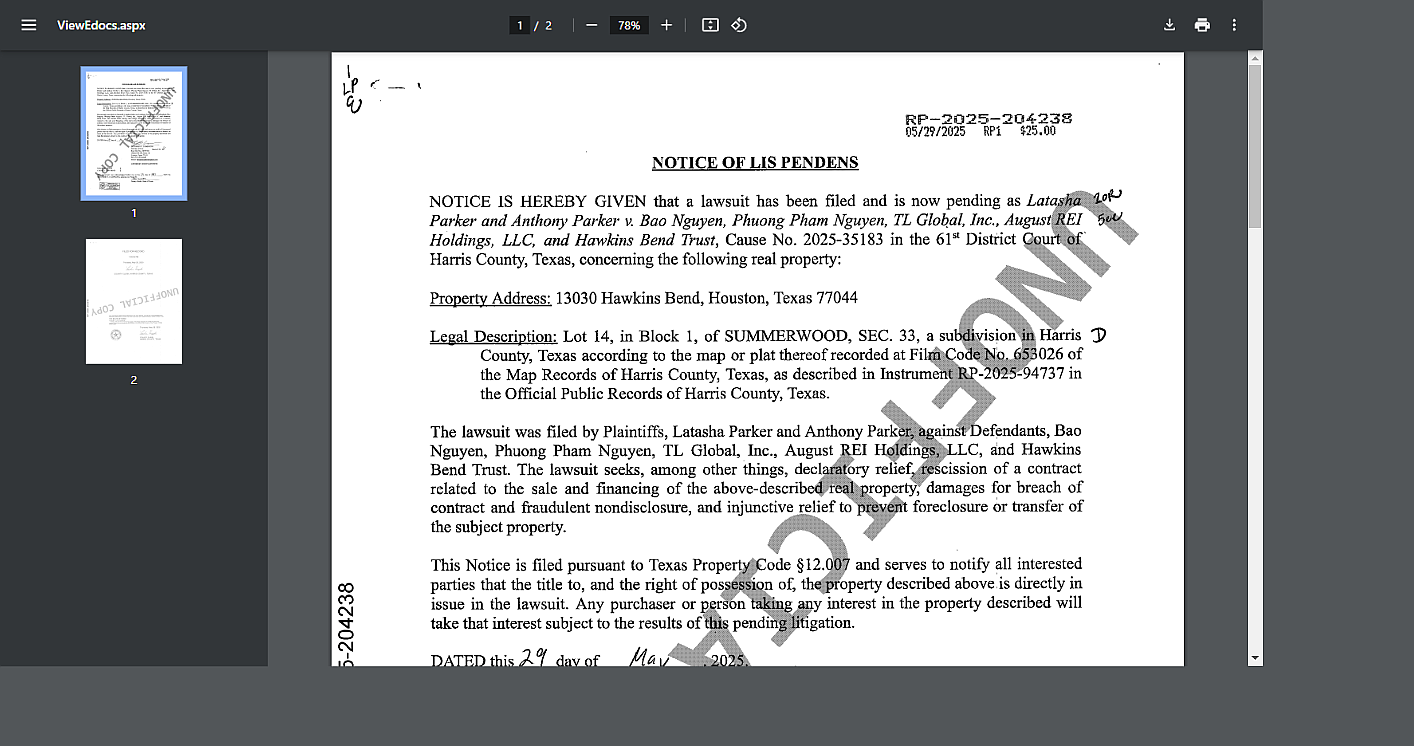 ViewEdocs.aspx
1 / 2
78%
1
2
LP
RP-2025-204238
05/29/2025 RP1 $25.00
NOTICE OF LIS PENDENS
NOTICE IS HEREBY GIVEN that a lawsuit has been filed and is now pending as Latasha
Parker and Anthony Parker v. Bao Nguyen, Phuong Pham Nguyen, TL Global, Inc., August REI
Holdings, LLC, and Hawkins Bend Trust, Cause No. 2025-35183 in the 61st District Court of
Harris County, Texas, concerning the following real property:
Property Address: 13030 Hawkins Bend, Houston, Texas 77044
Legal Description: Lot 14, in Block 1, of SUMMERWOOD, SEC. 33, a subdivision in Harris
County, Texas according to the map or plat thereof recorded at Film Code No. 653026 of
the Map Records of Harris County, Texas, as described in Instrument RP-2025-94737 in
the Official Public Records of Harris County, Texas.
The lawsuit was filed by Plaintiffs, Latasha Parker and Anthony Parker, against Defendants, Bao
Nguyen, Phuong Pham Nguyen, TL Global, Inc., August REI Holdings, LLC, and Hawkins
Bend Trust. The lawsuit seeks, among other things, declaratory relief, rescission of a contract
related to the sale and financing of the above-described real property, damages for breach of
contract and fraudulent nondisclosure, and injunctive relief to prevent foreclosure or transfer of
the subject property.
This Notice is filed pursuant to Texas Property Code §12.007 and serves to notify all interested
parties that the title to, and the right of possession of, the property described above is directly in
issue in the lawsuit. Any purchaser or person taking any interest in the property described will
take that interest subject to the results of this pending litigation.
DATED this 29 day of May, 2025.
5-204238
UNOFFICIA
UNOFFICIAL COPY
UNOFFICIAL COPY